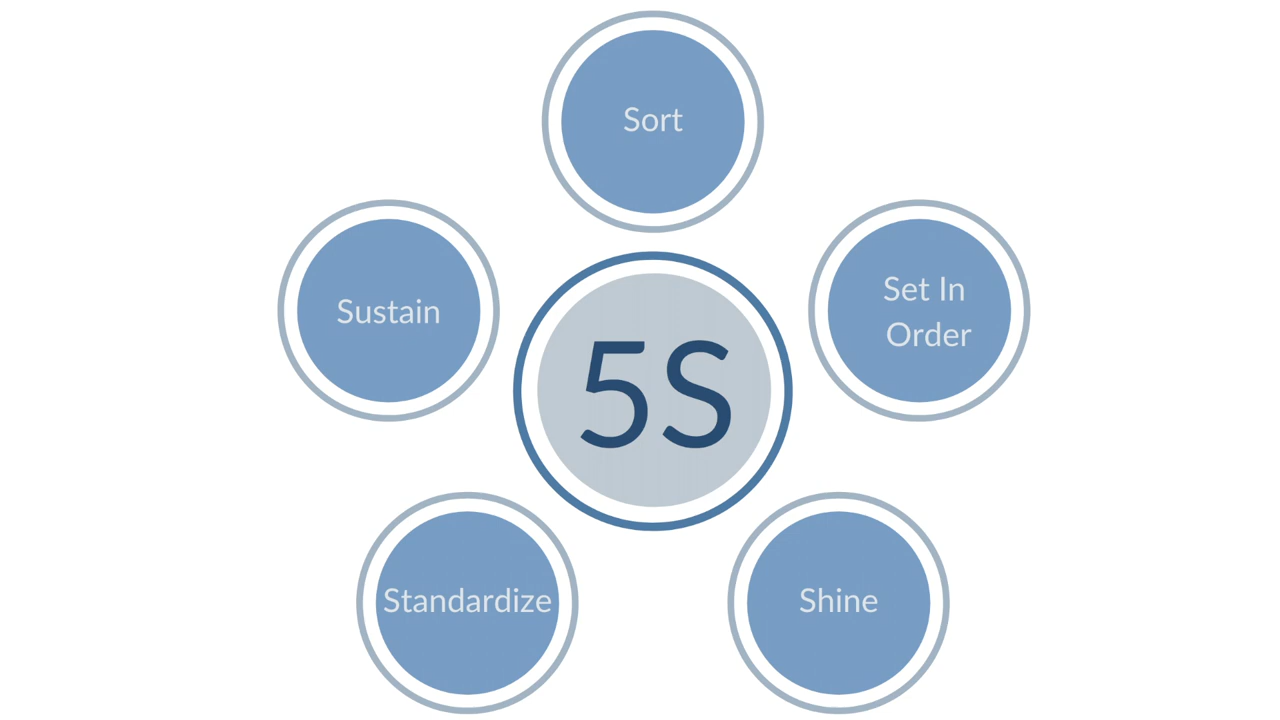 Sort
Set In
Order
Shine
Standardize
Sustain
5S